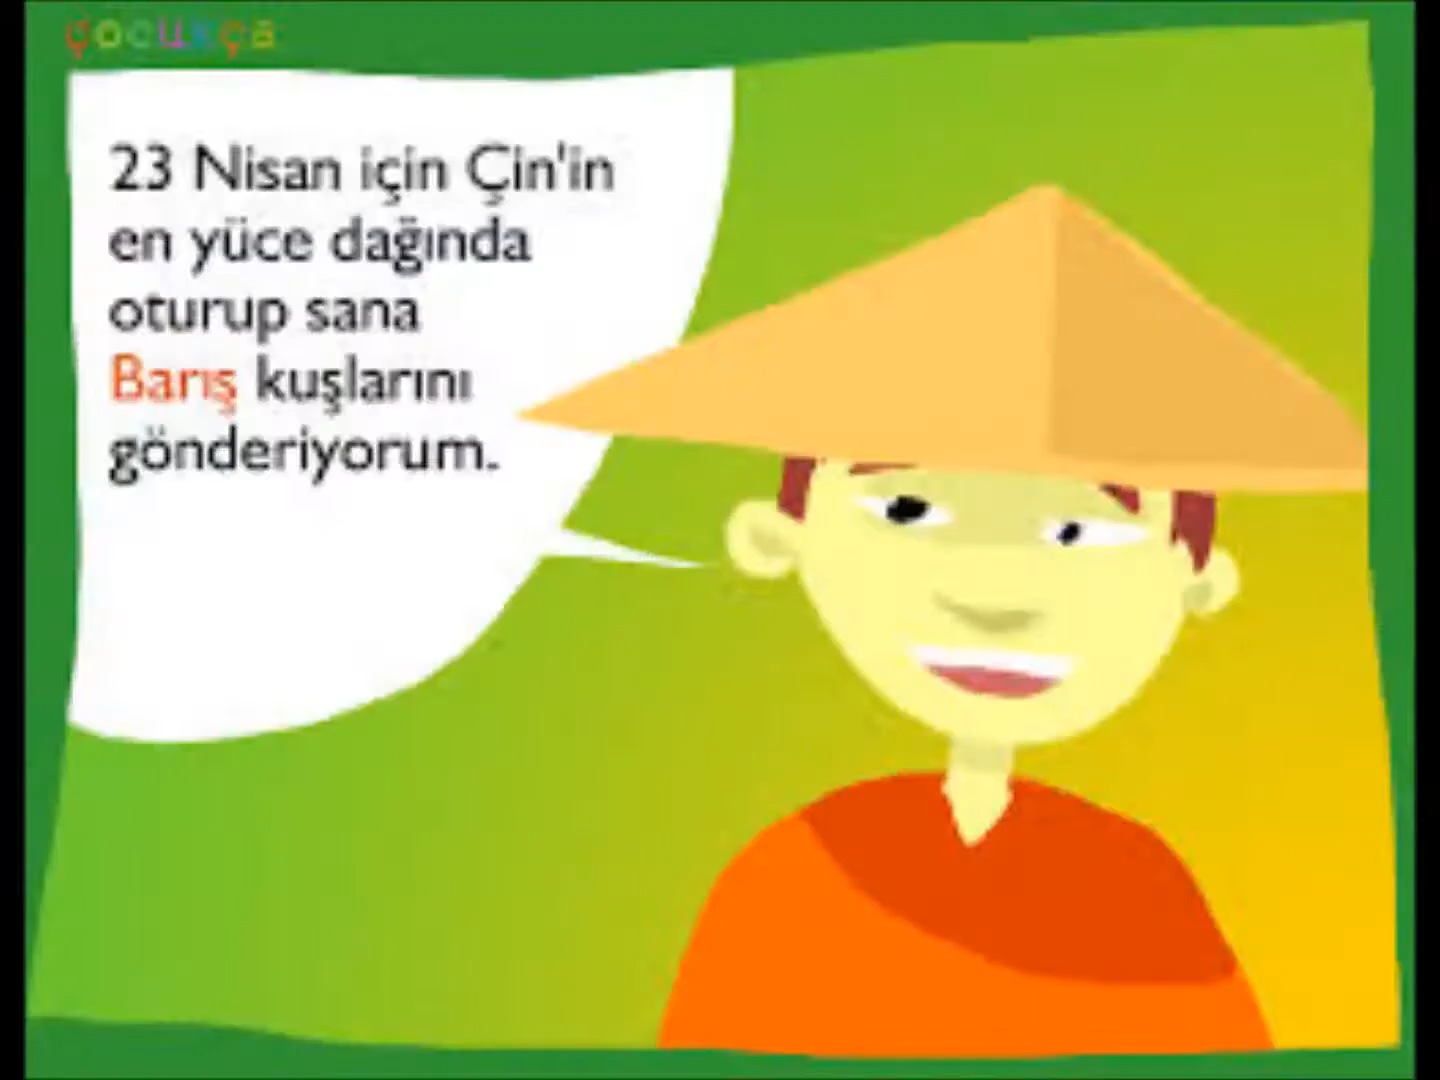 çocukça
23 Nisan için Çin'in
en yüce dağında
oturup sana
Barış kuşlarını
gönderiyorum.